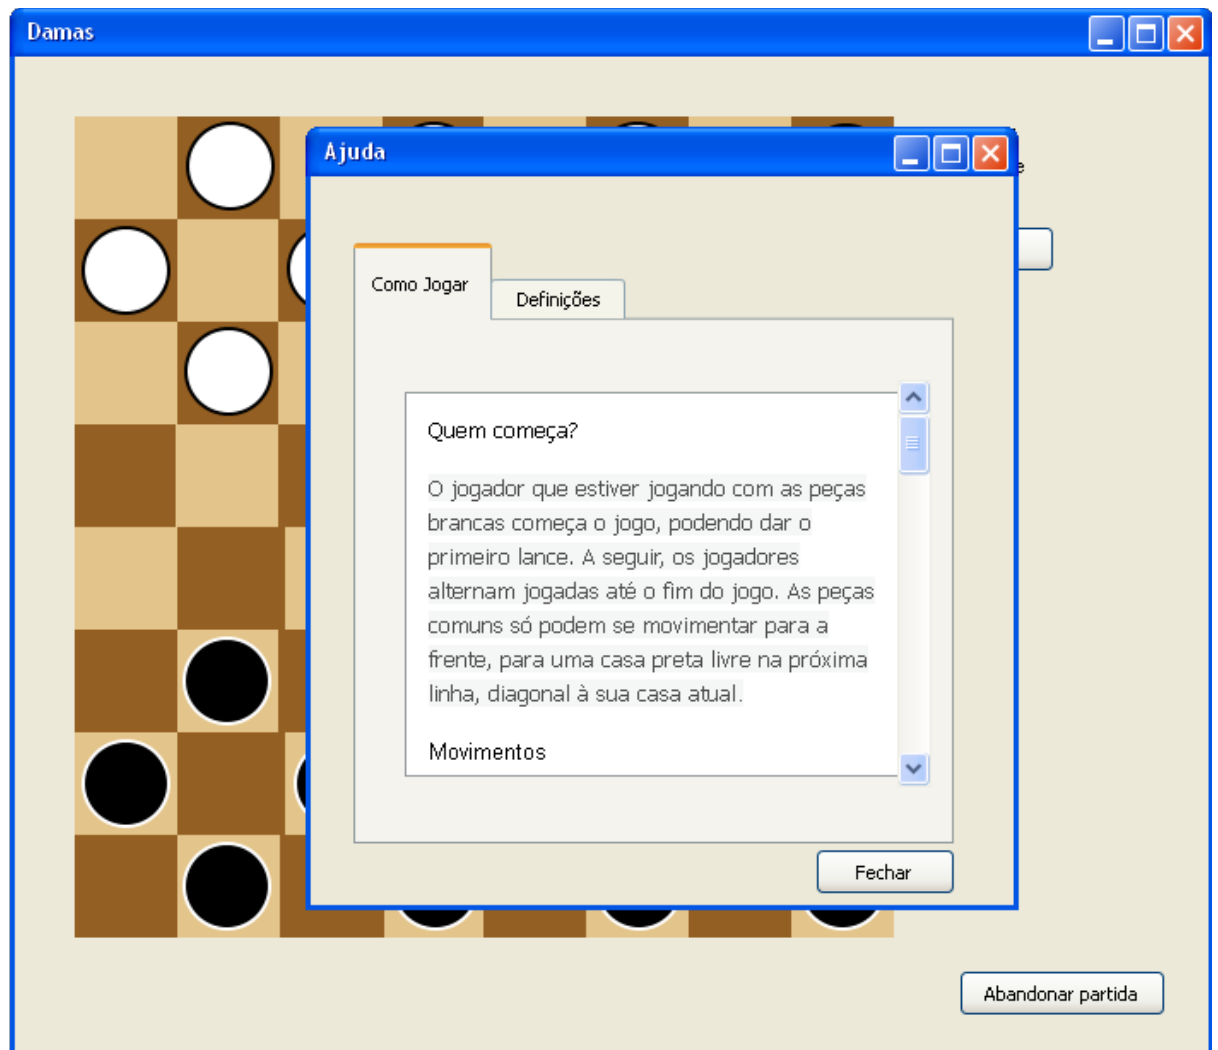 Damas
Ajuda
e
Como Jogar
Definições
Quem começa?
O jogador que estiver jogando com as peças
brancas começa o jogo, podendo dar o
primeiro lance. A seguir, os jogadores
alternam jogadas até o fim do jogo. As peças
comuns só podem se movimentar para a
frente, para uma casa preta livre na próxima
linha, diagonal à sua casa atual.
Movimentos
Fechar
Abandonar partida